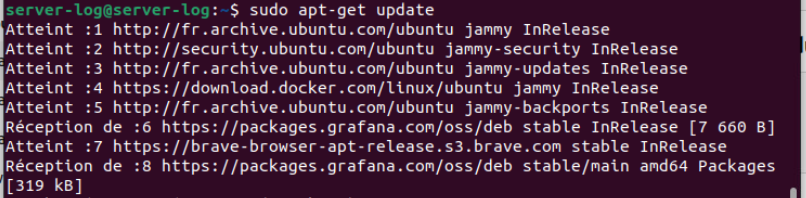 server-log@server-log:~$ sudo apt-get update
Atteint :1 http://fr.archive.ubuntu.com/ubuntu jammy InRelease
Atteint :2 http://security.ubuntu.com/ubuntu jammy-security InRelease
Atteint :3 http://fr.archive.ubuntu.com/ubuntu jammy-updates InRelease
Atteint :4 https://download.docker.com/linux/ubuntu jammy InRelease
Atteint :5 http://fr.archive.ubuntu.com/ubuntu jammy-backports InRelease
Réception de :6 https://packages.grafana.com/oss/deb stable InRelease [7 660 B]
Atteint :7 https://brave-browser-apt-release.s3.brave.com stable InRelease
Réception de :8 https://packages.grafana.com/oss/deb stable/main amd64 Packages
[319 kB]